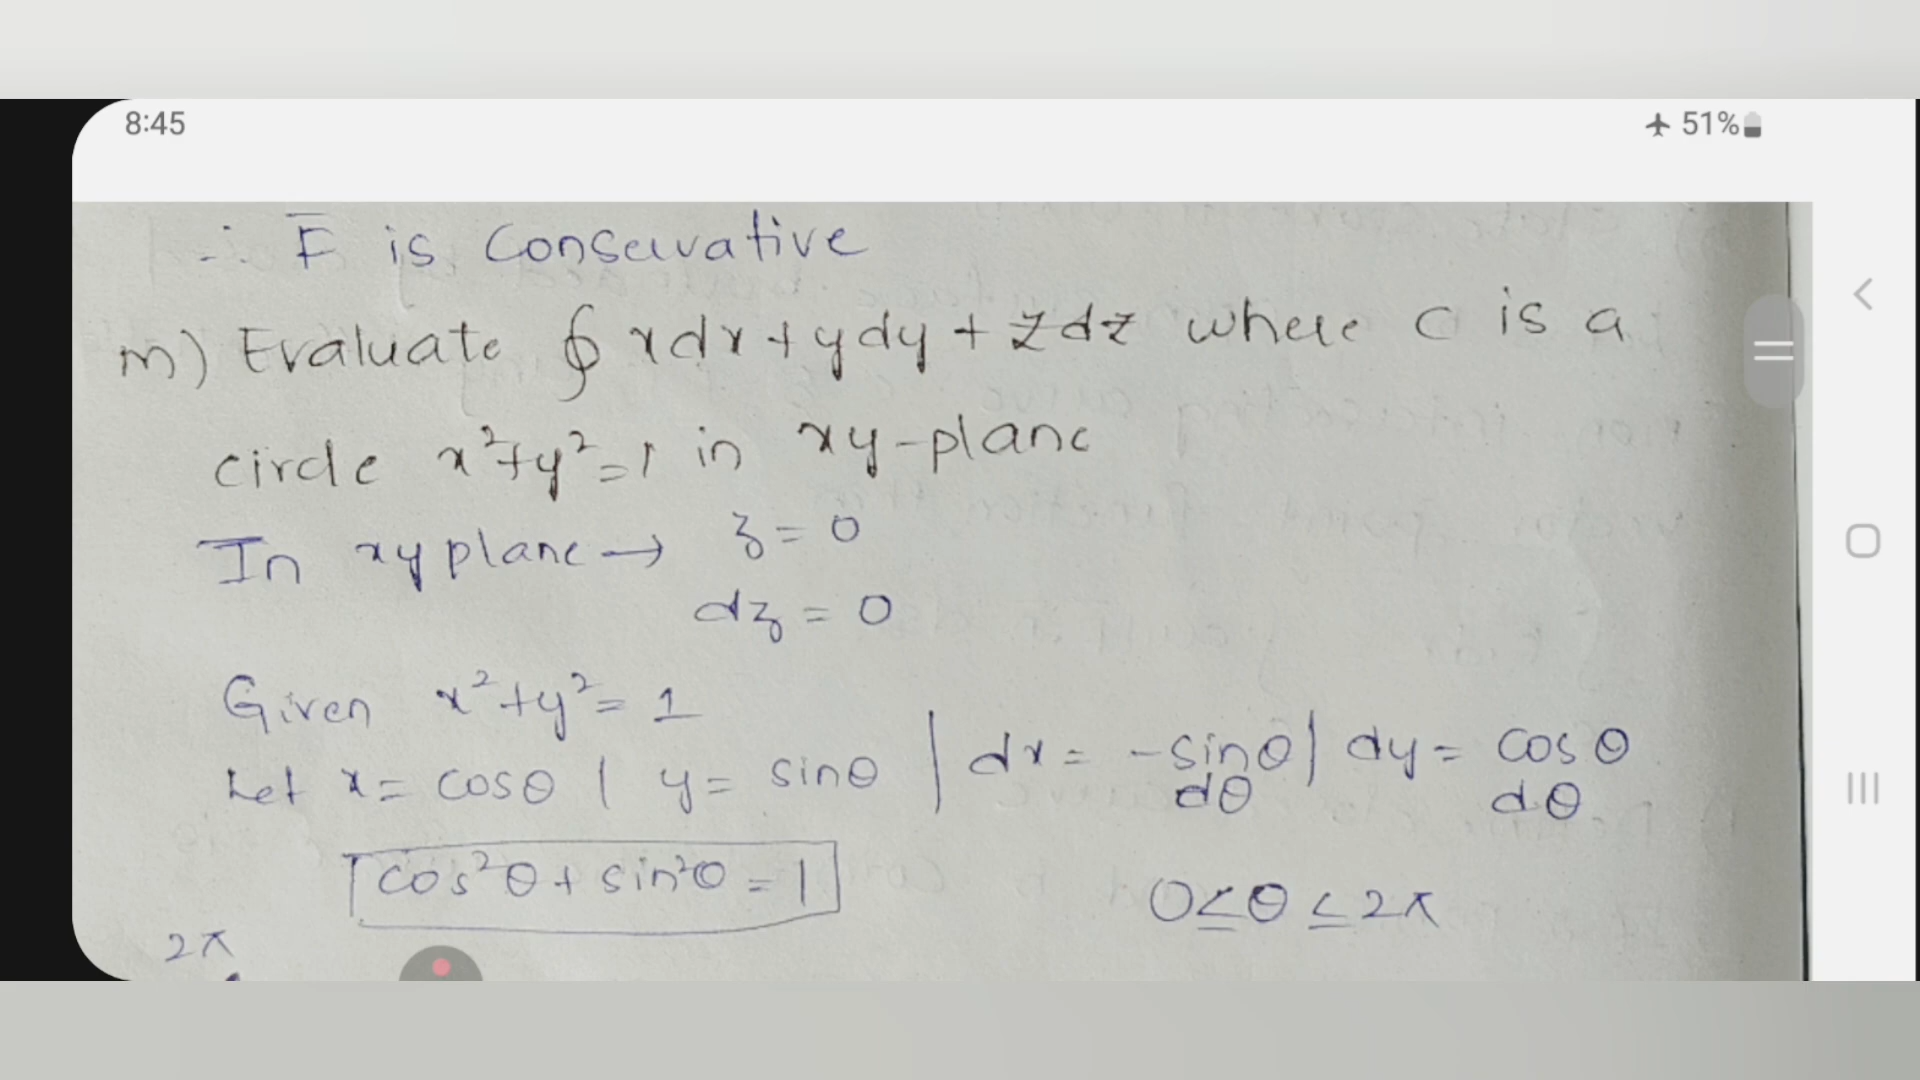 8:45
51%
∴ F̅ is Conservative
m) Evaluate ∮ xdx + ydy + zdz where C is a
circle x²+y²=1 in xy-plane
In xy plane → z = 0
dz = 0
Given x²+y²= 1
Let x = cosθ | y = sinθ | dx = -sinθ dθ | dy = cosθ dθ
cos²θ + sin²θ = 1
0≤θ≤2π
2π